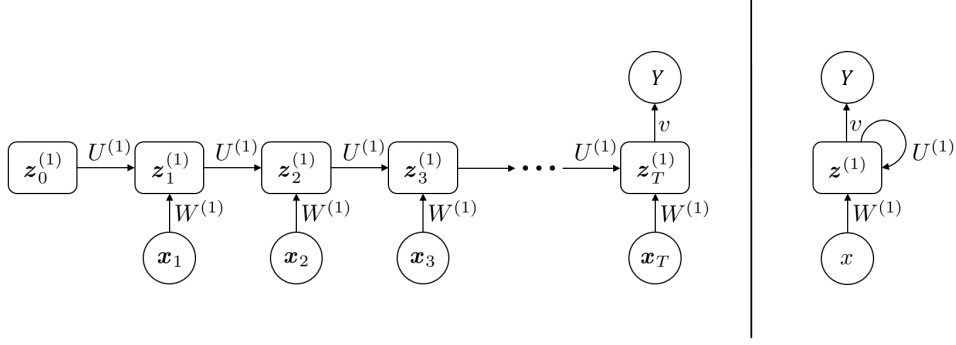 Y Y
v v
U^{(1)} U^{(1)} U^{(1)} U^{(1)} U^{(1)}
z_0^{(1)} z_1^{(1)} z_2^{(1)} z_3^{(1)} ••• z_T^{(1)} z^{(1)}
W^{(1)} W^{(1)} W^{(1)} W^{(1)} W^{(1)}
x_1 x_2 x_3 x_T x